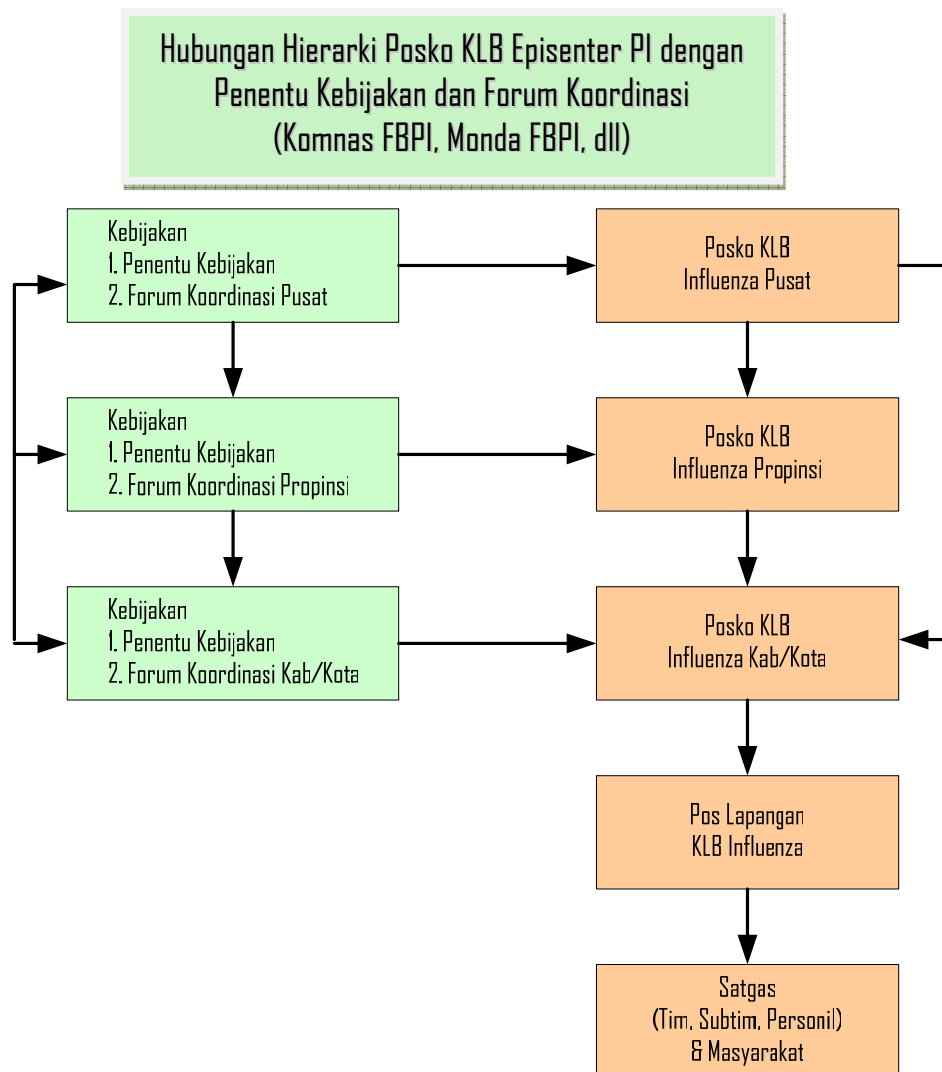 Hubungan Hierarki Posko KLB Episenter PI dengan
Penentu Kebijakan dan Forum Koordinasi
(Komnas FBPI, Monda FBPI, dll)
Kebijakan
1. Penentu Kebijakan
2. Forum Koordinasi Pusat
Posko KLB
Influenza Pusat
Kebijakan
1. Penentu Kebijakan
2. Forum Koordinasi Propinsi
Posko KLB
Influenza Propinsi
Kebijakan
1. Penentu Kebijakan
2. Forum Koordinasi Kab/Kota
Posko KLB
Influenza Kab/Kota
Pos Lapangan
KLB Influenza
Satgas
(Tim, Subtim, Personil)
& Masyarakat